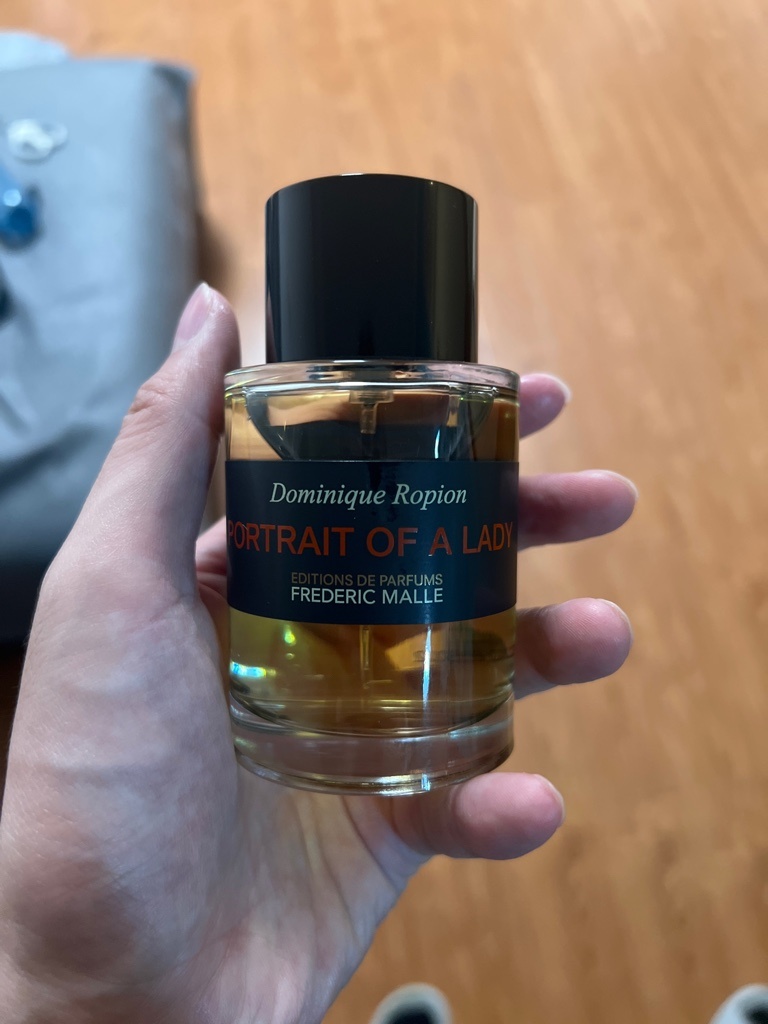 Dominique Ropion
PORTRAIT OF A LADY
EDITIONS DE PARFUMS
FREDERIC MALLE